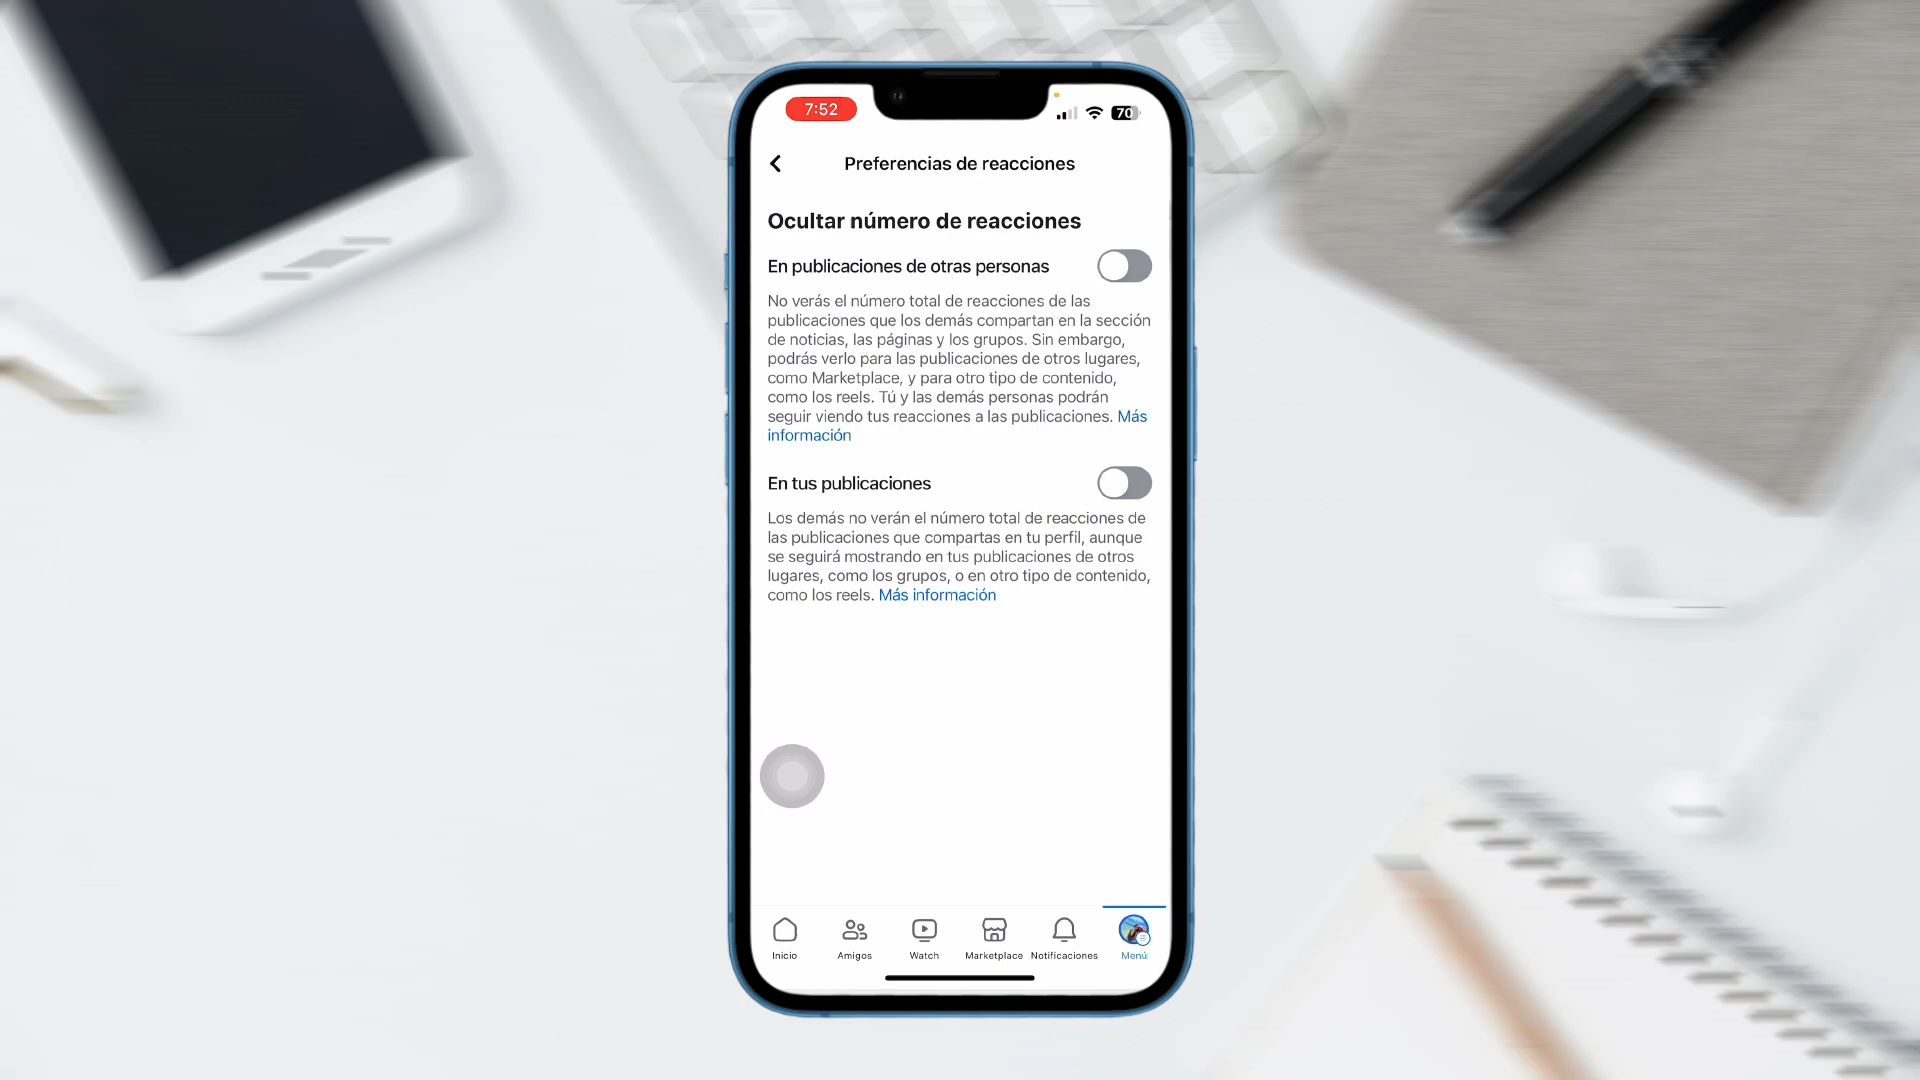 7:52
70
Preferencias de reacciones
Ocultar número de reacciones
En publicaciones de otras personas
No verás el número total de reacciones de las
publicaciones que los demás compartan en la sección
de noticias, las páginas y los grupos. Sin embargo,
podrás verlo para las publicaciones de otros lugares,
como Marketplace, y para otro tipo de contenido,
como los reels. Tú y las demás personas podrán
seguir viendo tus reacciones a las publicaciones. Más
información
En tus publicaciones
Los demás no verán el número total de reacciones de
las publicaciones que compartas en tu perfil, aunque
se seguirá mostrando en tus publicaciones de otros
lugares, como los grupos, o en otro tipo de contenido,
como los reels. Más información
Inicio Amigos Watch Marketplace Notificaciones Menú